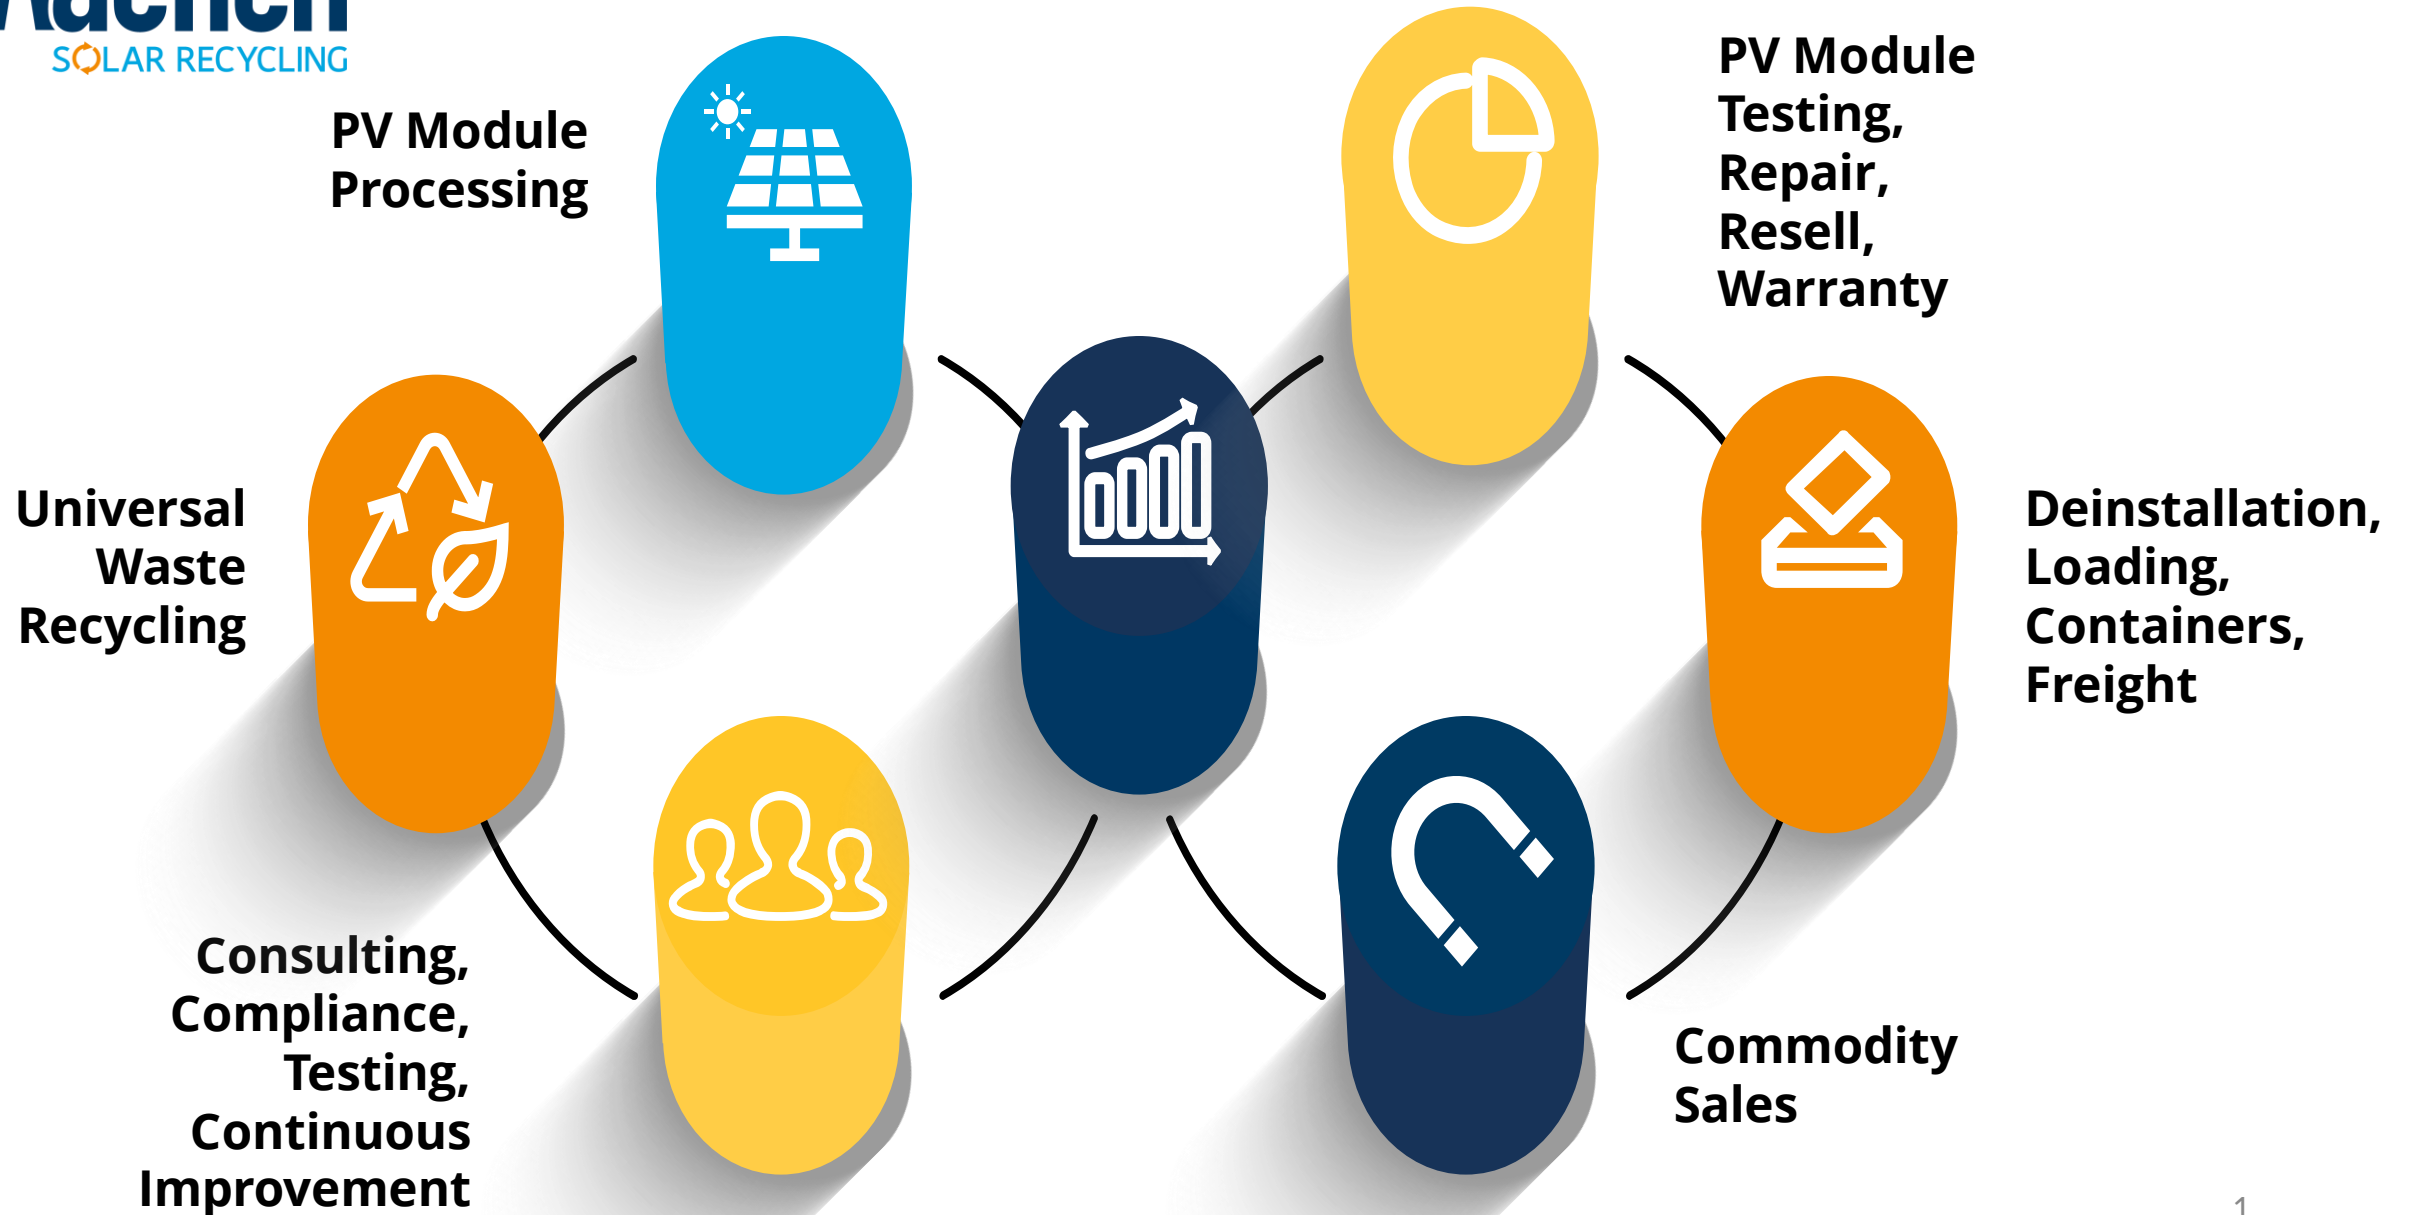 SOLAR RECYCLING
PV Module
Processing
PV Module
Testing,
Repair,
Resell,
Warranty
Universal
Waste
Recycling
Deinstallation,
Loading,
Containers,
Freight
Consulting,
Compliance,
Testing,
Continuous
Improvement
Commodity
Sales
1